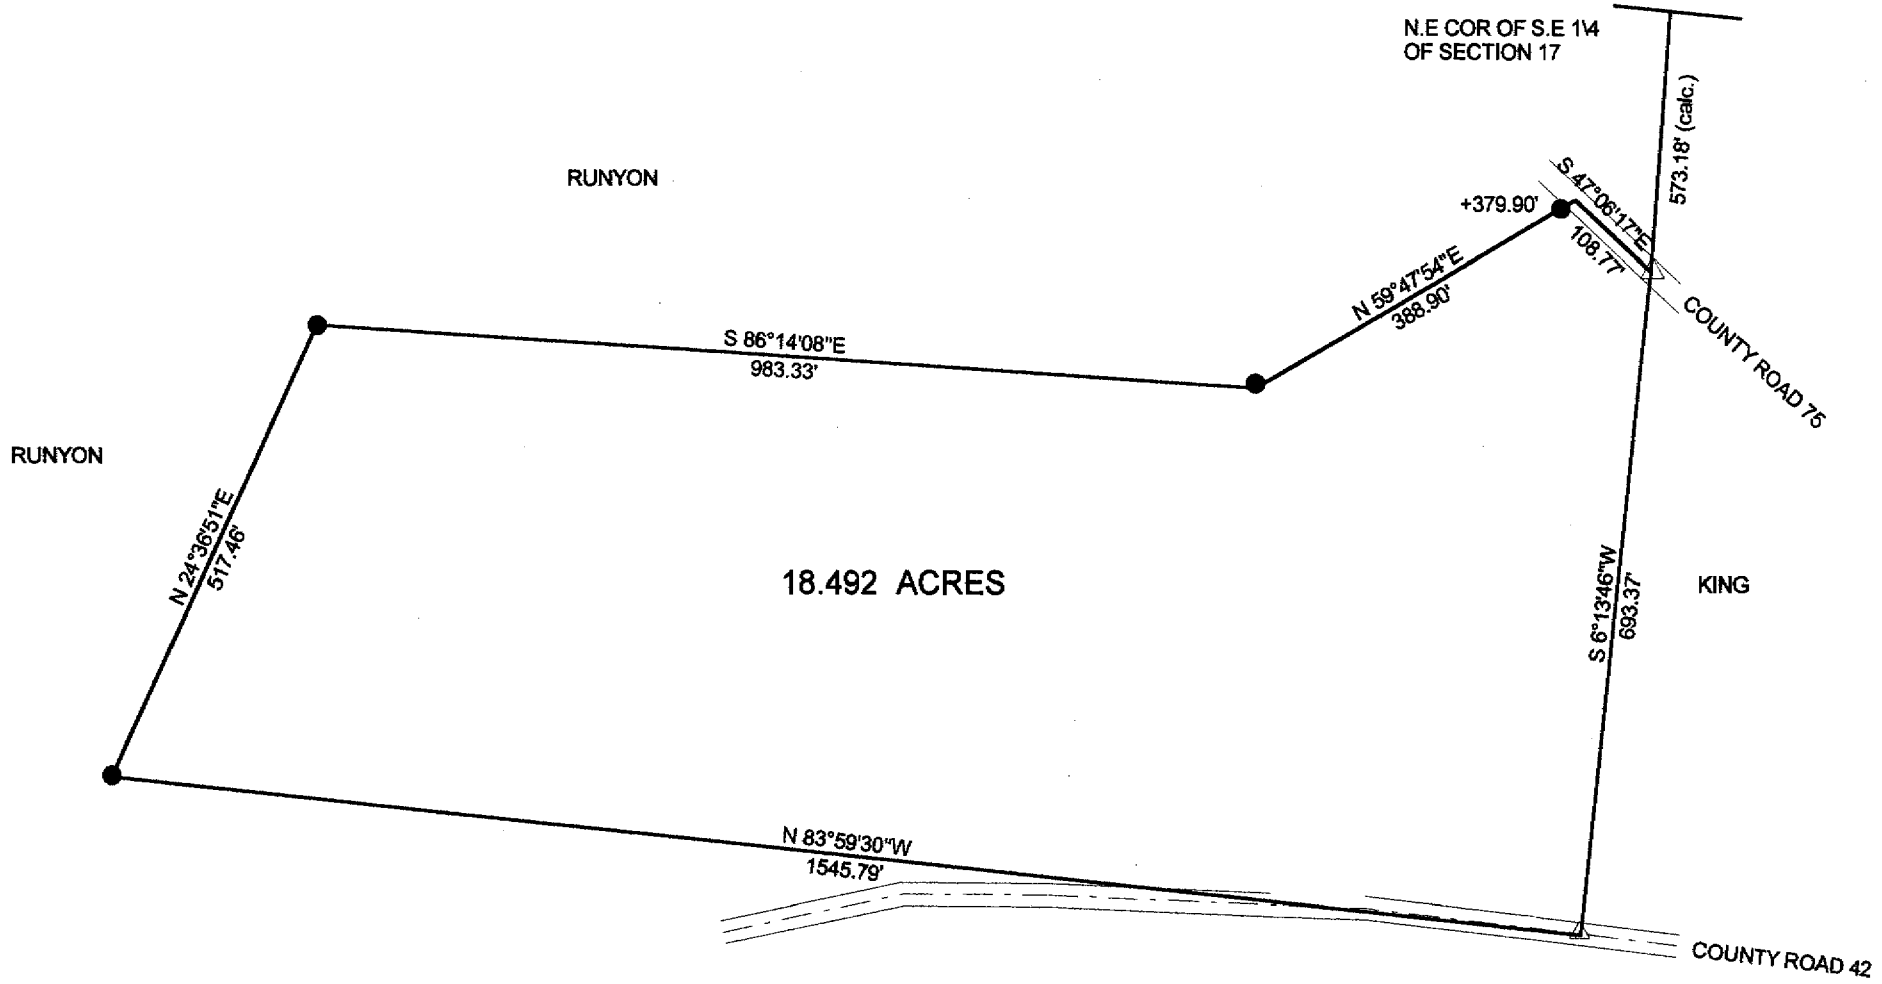 N.E COR OF S.E 1\4
OF SECTION 17
573.18' (calc.)
RUNYON
S 47°06'17"E
108.77'
+379.90'
N 59°47'54"E
388.90'
COUNTY ROAD 75
S 86°14'08"E
983.33'
RUNYON
N 24°36'51"E
517.46'
18.492 ACRES
S 6°13'46"W
693.37'
KING
N 83°59'30"W
1545.79'
COUNTY ROAD 42